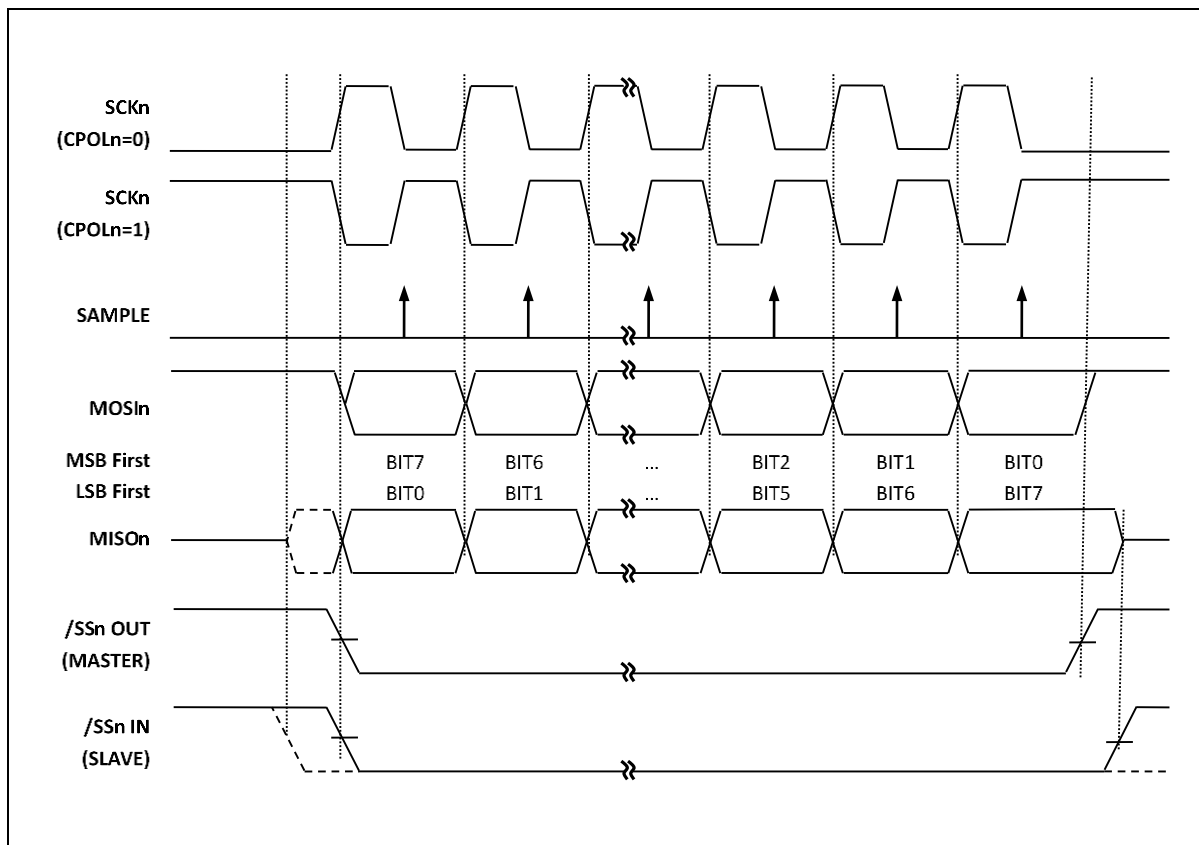 SCKn
(CPOLn=0)
SCKn
(CPOLn=1)
SAMPLE
MOSIn
MSB First BIT7 BIT6 ... BIT2 BIT1 BIT0
LSB First BIT0 BIT1 ... BIT5 BIT6 BIT7
MISOn
/SSn OUT
(MASTER)
/SSn IN
(SLAVE)